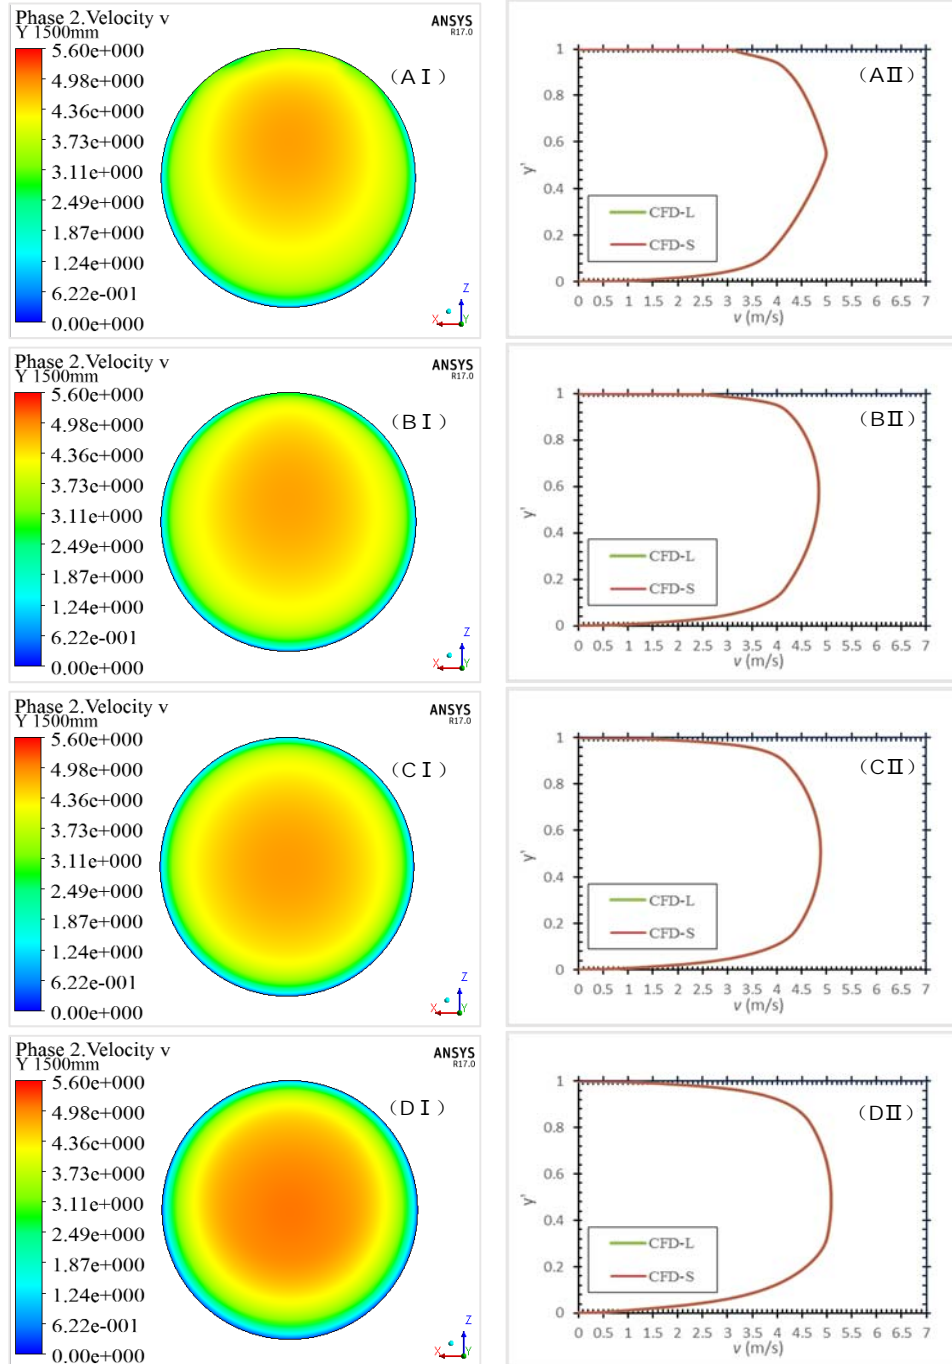 Phase 2.Velocity v
Y 1500mm
ANSYS
R17.0
5.60e+000
4.98e+000
4.36e+000
3.73e+000
3.11e+000
2.49e+000
1.87e+000
1.24e+000
6.22e-001
0.00e+000
(AⅠ)
Z
X
Y
(AⅡ)
1
0.8
0.6
0.4
0.2
0
y'
CFD-L
CFD-S
0 0.5 1 1.5 2 2.5 3 3.5 4 4.5 5 5.5 6 6.5 7
v (m/s)
Phase 2.Velocity v
Y 1500mm
ANSYS
R17.0
5.60e+000
4.98e+000
4.36e+000
3.73e+000
3.11e+000
2.49e+000
1.87e+000
1.24e+000
6.22e-001
0.00e+000
(BⅠ)
Z
X
Y
(BⅡ)
1
0.8
0.6
0.4
0.2
0
y'
CFD-L
CFD-S
0 0.5 1 1.5 2 2.5 3 3.5 4 4.5 5 5.5 6 6.5 7
v (m/s)
Phase 2.Velocity v
Y 1500mm
ANSYS
R17.0
5.60e+000
4.98e+000
4.36e+000
3.73e+000
3.11e+000
2.49e+000
1.87e+000
1.24e+000
6.22e-001
0.00e+000
(CⅠ)
Z
X
Y
(CⅡ)
1
0.8
0.6
0.4
0.2
0
y'
CFD-L
CFD-S
0 0.5 1 1.5 2 2.5 3 3.5 4 4.5 5 5.5 6 6.5 7
v (m/s)
Phase 2.Velocity v
Y 1500mm
ANSYS
R17.0
5.60e+000
4.98e+000
4.36e+000
3.73e+000
3.11e+000
2.49e+000
1.87e+000
1.24e+000
6.22e-001
0.00e+000
(DⅠ)
Z
X
Y
(DⅡ)
1
0.8
0.6
0.4
0.2
0
y'
CFD-L
CFD-S
0 0.5 1 1.5 2 2.5 3 3.5 4 4.5 5 5.5 6 6.5 7
v (m/s)